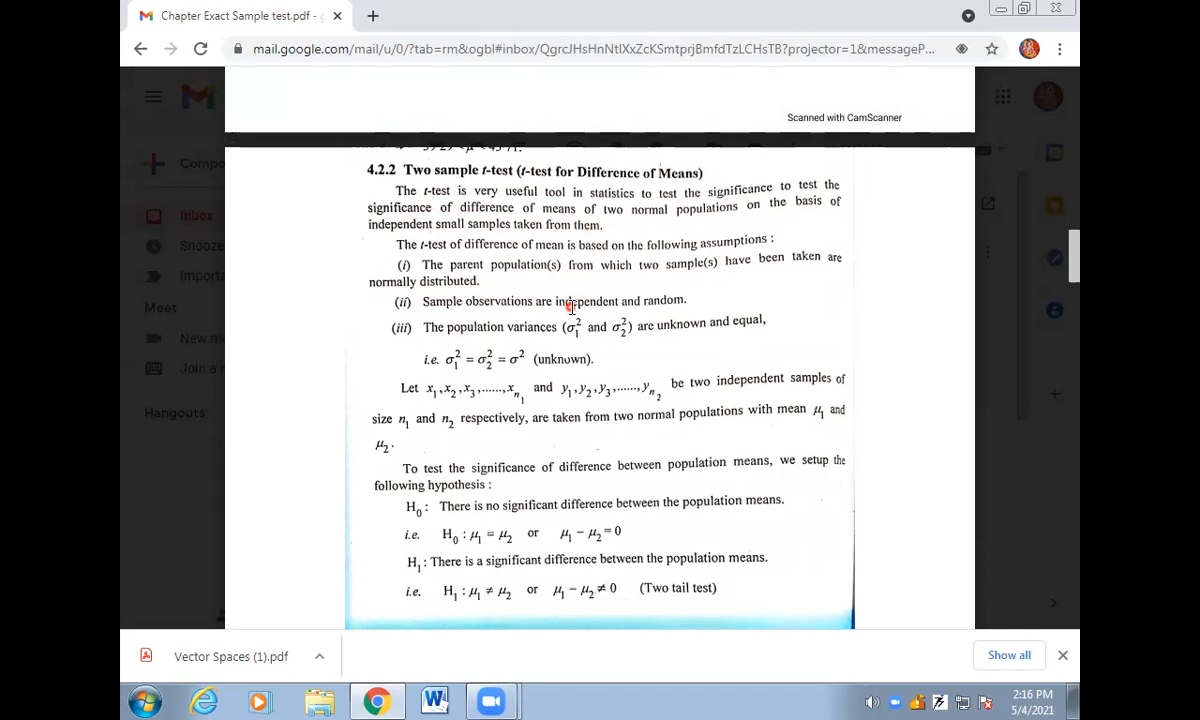 Chapter Exact Sample test.pdf -
mail.google.com/mail/u/0/?tab=rm&ogbl#inbox/QgrcJHsHnNtlXxZcKSmtprjBmfdTzLCHsTB?projector=1&messageP...
Scanned with CamScanner
Compo
Inbox
Snooze
Importa
Meet
New me
Join a r
Hangouts
4.2.2 Two sample t-test (t-test for Difference of Means)
The t-test is very useful tool in statistics to test the significance to test the
significance of difference of means of two normal populations on the basis of
independent small samples taken from them.
The t-test of difference of mean is based on the following assumptions :
(i) The parent population(s) from which two sample(s) have been taken are
normally distributed.
(ii) Sample observations are independent and random.
(iii) The population variances (σ₁² and σ₂²) are unknown and equal,
i.e. σ₁² = σ₂² = σ² (unknown).
Let x₁,x₂,x₃,......,xₙ₁ and y₁,y₂,y₃,......,yₙ₂ be two independent samples of
size n₁ and n₂ respectively, are taken from two normal populations with mean μ₁ and
μ₂.
To test the significance of difference between population means, we setup the
following hypothesis :
H₀ : There is no significant difference between the population means.
i.e. H₀ : μ₁ = μ₂ or μ₁ − μ₂ = 0
H₁ : There is a significant difference between the population means.
i.e. H₁ : μ₁ ≠ μ₂ or μ₁ − μ₂ ≠ 0 (Two tail test)
Vector Spaces (1).pdf
Show all
2:16 PM
5/4/2021